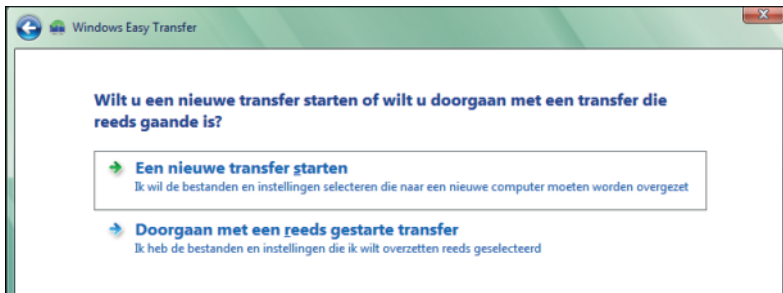 Windows Easy Transfer
Wilt u een nieuwe transfer starten of wilt u doorgaan met een transfer die
reeds gaande is?
Een nieuwe transfer starten
Ik wil de bestanden en instellingen selecteren die naar een nieuwe computer moeten worden overgezet
Doorgaan met een reeds gestarte transfer
Ik heb de bestanden en instellingen die ik wilt overzetten reeds geselecteerd